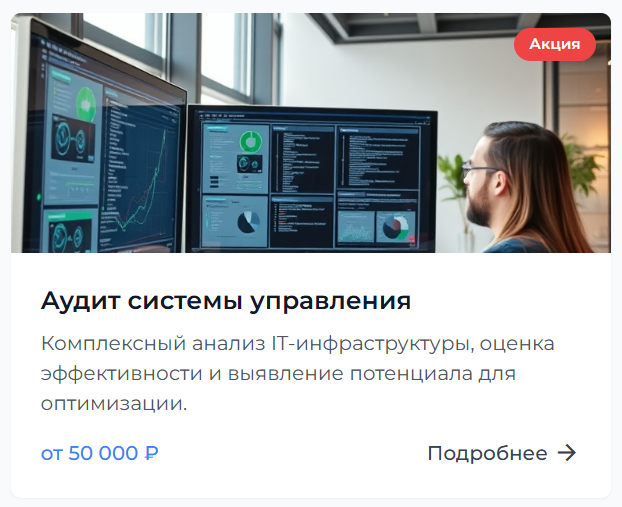 Акция
Аудит системы управления
Комплексный анализ IT-инфраструктуры, оценка
эффективности и выявление потенциала для
оптимизации.
от 50 000 ₽
Подробнее →